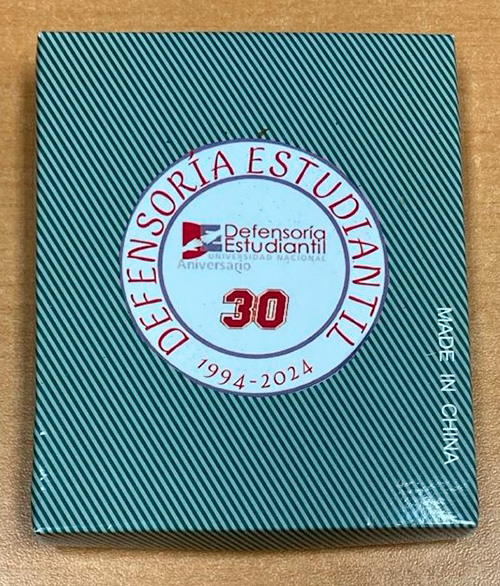 DEFENSORÍA ESTUDIANTIL
Defensoría
Estudiantil
UNIVERSIDAD NACIONAL
Aniversario
30
1994-2024
MADE IN CHINA